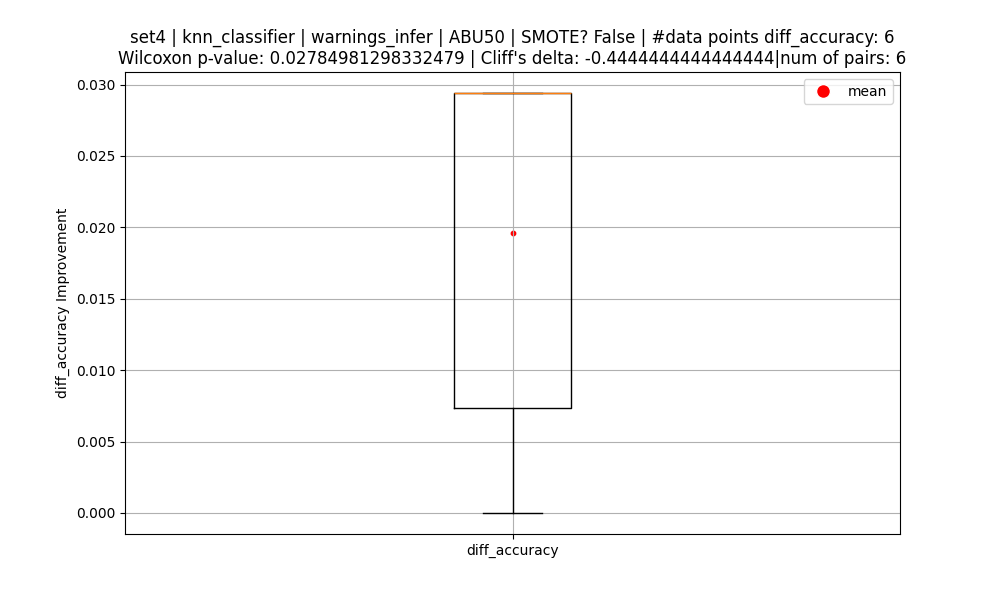 set4 | knn_classifier | warnings_infer | ABU50 | SMOTE? False | #data points diff_accuracy: 6
Wilcoxon p-value: 0.02784981298332479 | Cliff's delta: -0.4444444444444444|num of pairs: 6
mean
0.030
0.025
0.020
0.015
0.010
0.005
0.000
diff_accuracy Improvement
diff_accuracy